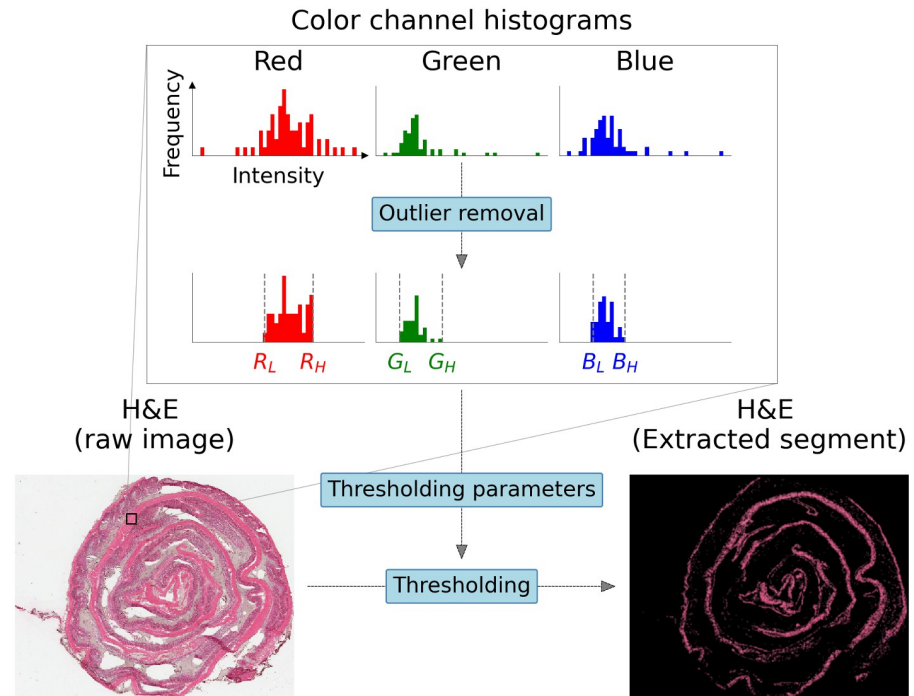 Color channel histograms
Red Green Blue
Frequency
Intensity
Outlier removal
R_L R_H G_L G_H B_L B_H
H&E
(raw image)
H&E
(Extracted segment)
Thresholding parameters
Thresholding